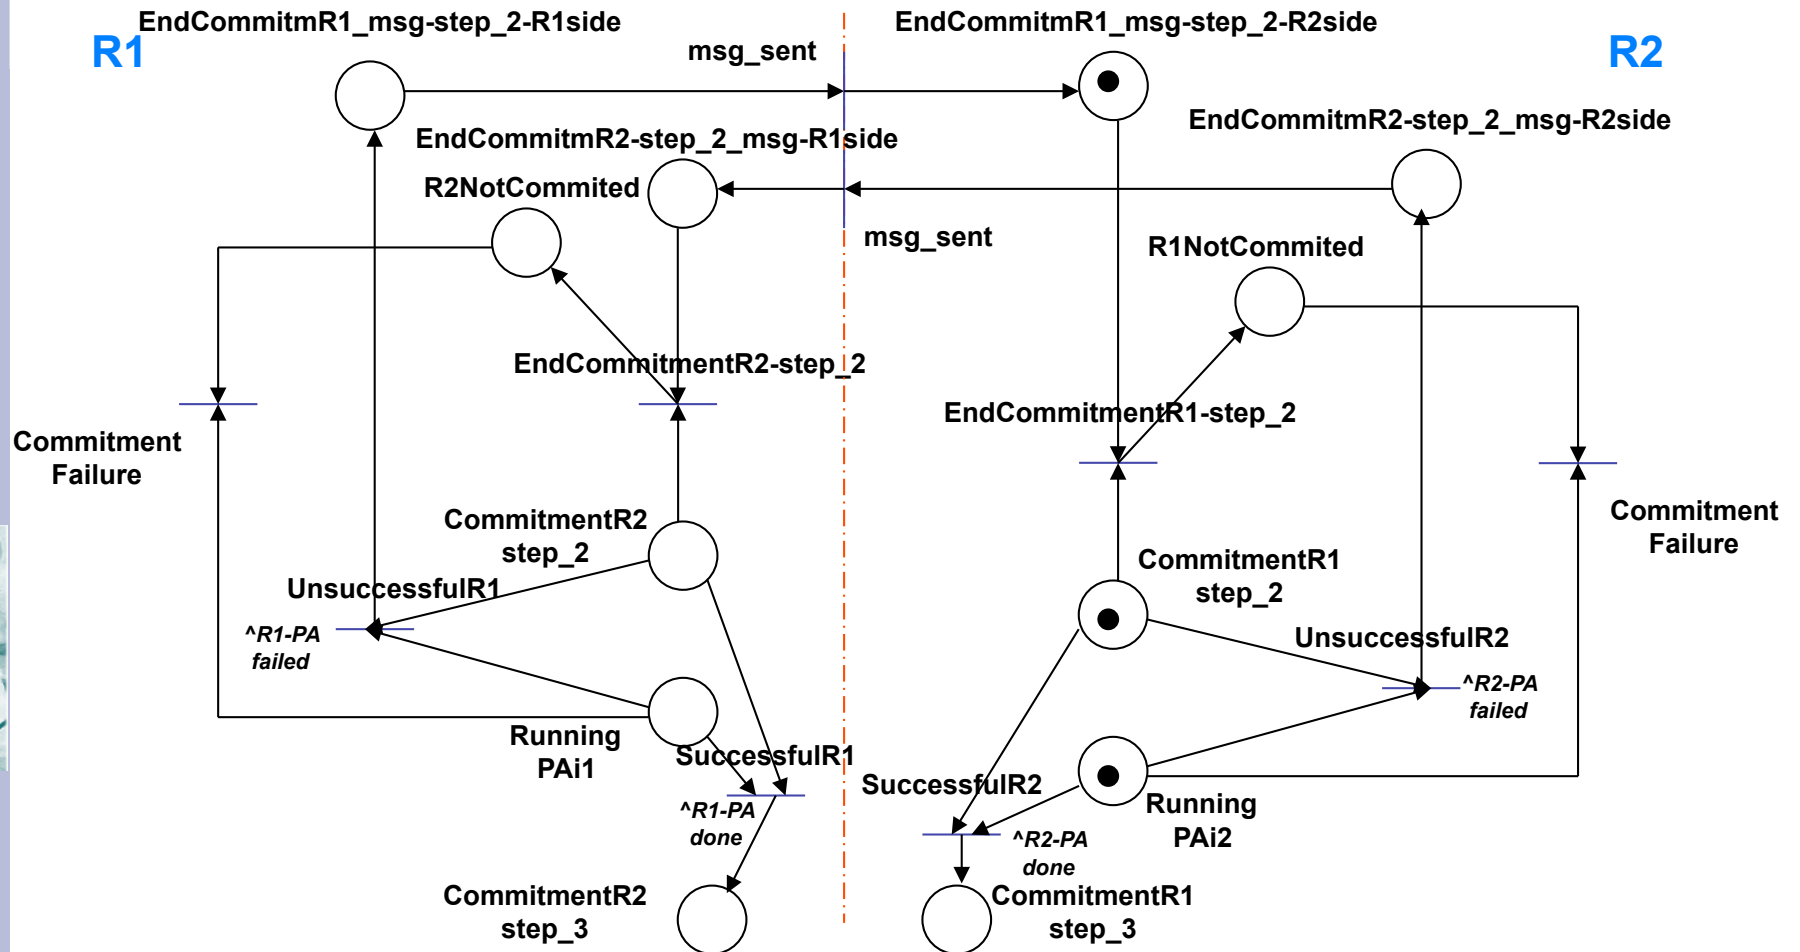 EndCommitmR1_msg-step_2-R1side
EndCommitmR1_msg-step_2-R2side
R1
msg_sent
R2
EndCommitmR2-step_2_msg-R2side
EndCommitmR2-step_2_msg-R1side
R2NotCommited
msg_sent
R1NotCommited
EndCommitmentR2-step_2
EndCommitmentR1-step_2
Commitment
Failure
Commitment
Failure
CommitmentR2
step_2
CommitmentR1
step_2
UnsuccessfulR1
^R1-PA
failed
UnsuccessfulR2
^R2-PA
failed
Running
PAi1
SuccessfulR1
^R1-PA
done
SuccessfulR2
Running
PAi2
^R2-PA
done
CommitmentR2
step_3
CommitmentR1
step_3